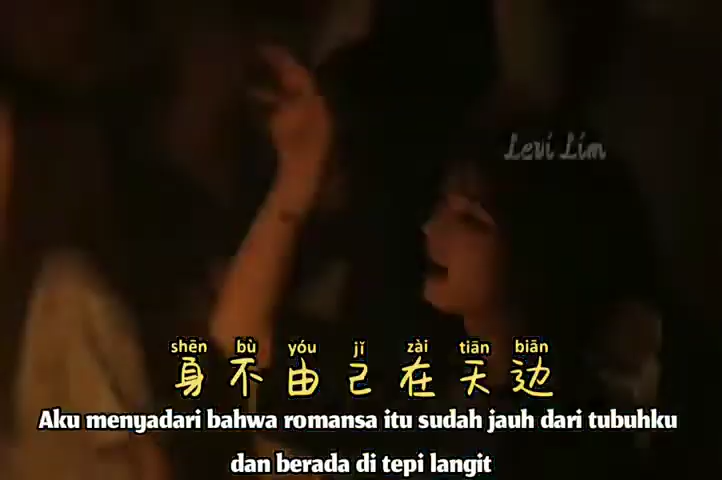 Levi Lim
shēn bù yóu jǐ zài tiān biān
身不由己在天边
Aku menyadari bahwa romansa itu sudah jauh dari tubuhku
dan berada di tepi langit